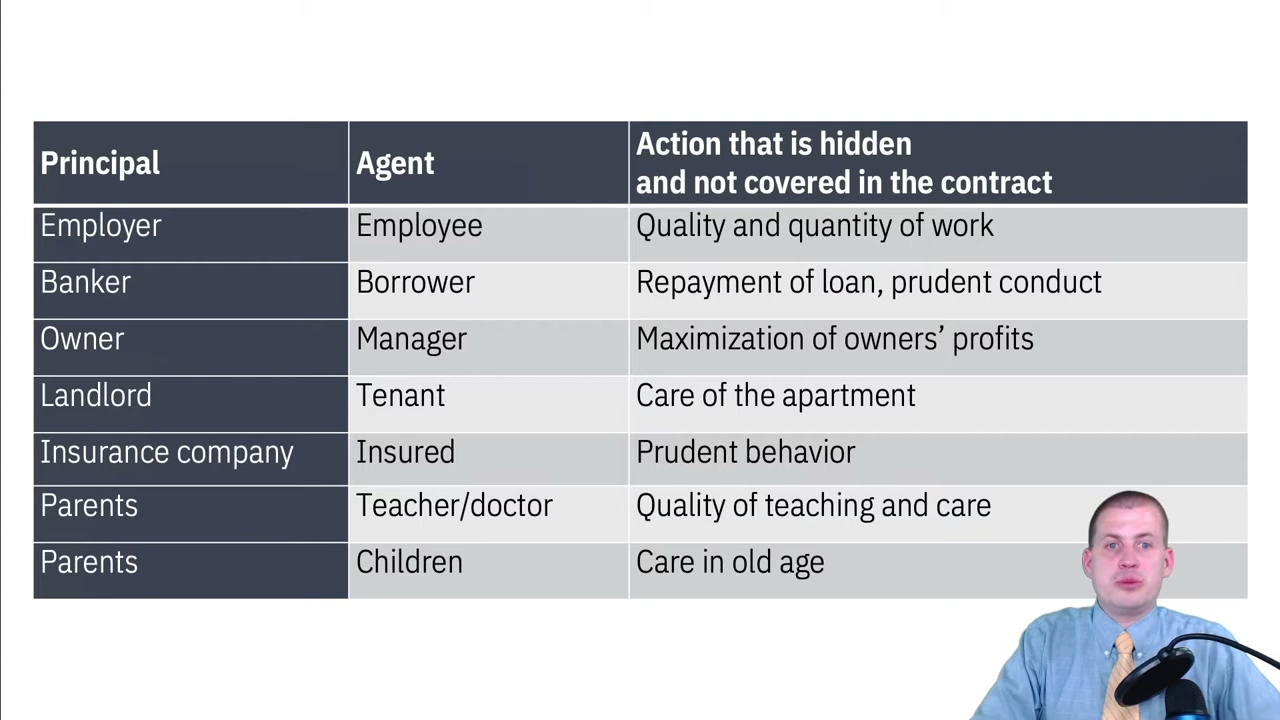 Principal
Agent
Action that is hidden
and not covered in the contract
Employer
Employee
Quality and quantity of work
Banker
Borrower
Repayment of loan, prudent conduct
Owner
Manager
Maximization of owners’ profits
Landlord
Tenant
Care of the apartment
Insurance company
Insured
Prudent behavior
Parents
Teacher/doctor
Quality of teaching and care
Parents
Children
Care in old age